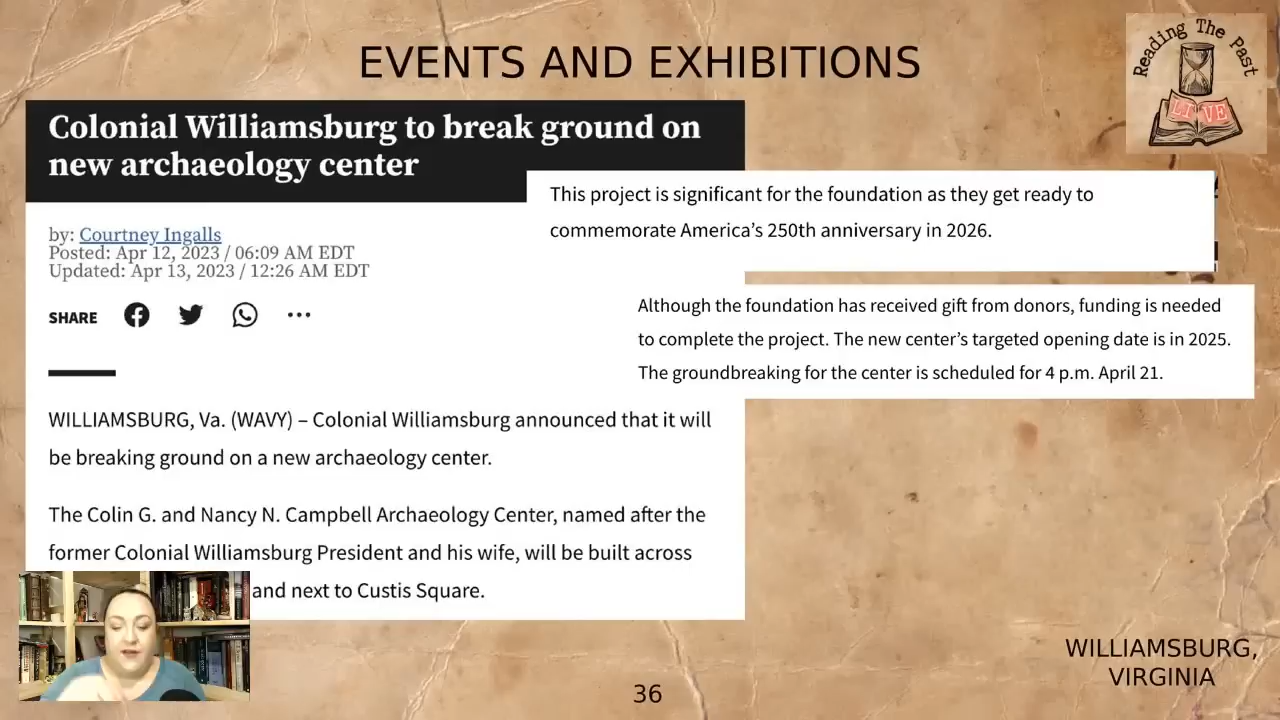 EVENTS AND EXHIBITIONS
Reading The Past
LIVE
Colonial Williamsburg to break ground on
new archaeology center
by: Courtney Ingalls
Posted: Apr 12, 2023 / 06:09 AM EDT
Updated: Apr 13, 2023 / 12:26 AM EDT
SHARE
WILLIAMSBURG, Va. (WAVY) – Colonial Williamsburg announced that it will
be breaking ground on a new archaeology center.
The Colin G. and Nancy N. Campbell Archaeology Center, named after the
former Colonial Williamsburg President and his wife, will be built across
and next to Custis Square.
This project is significant for the foundation as they get ready to
commemorate America’s 250th anniversary in 2026.
Although the foundation has received gift from donors, funding is needed
to complete the project. The new center’s targeted opening date is in 2025.
The groundbreaking for the center is scheduled for 4 p.m. April 21.
WILLIAMSBURG,
VIRGINIA
36